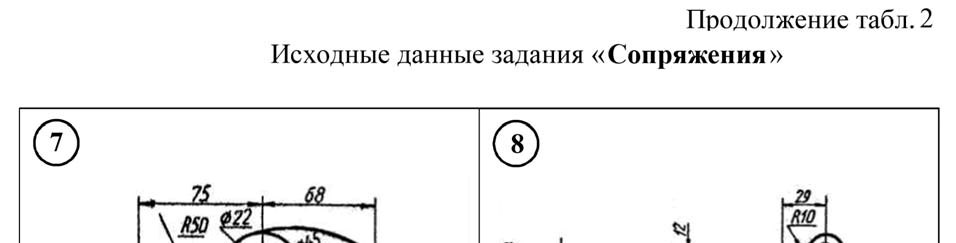 Продолжение табл. 2
Исходные данные задания «Сопряжения»
7
8
75
68
R50
Ø22
29
R10
12